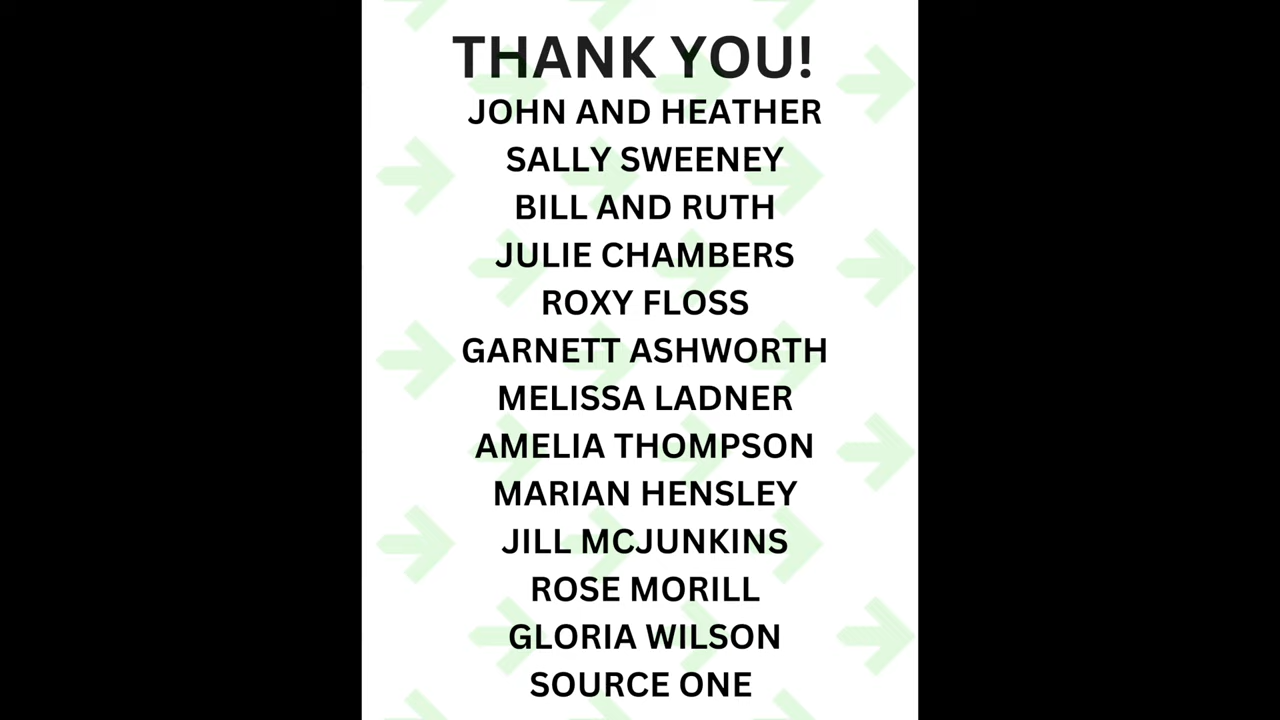 THANK YOU!
JOHN AND HEATHER
SALLY SWEENEY
BILL AND RUTH
JULIE CHAMBERS
ROXY FLOSS
GARNETT ASHWORTH
MELISSA LADNER
AMELIA THOMPSON
MARIAN HENSLEY
JILL MCJUNKINS
ROSE MORILL
GLORIA WILSON
SOURCE ONE